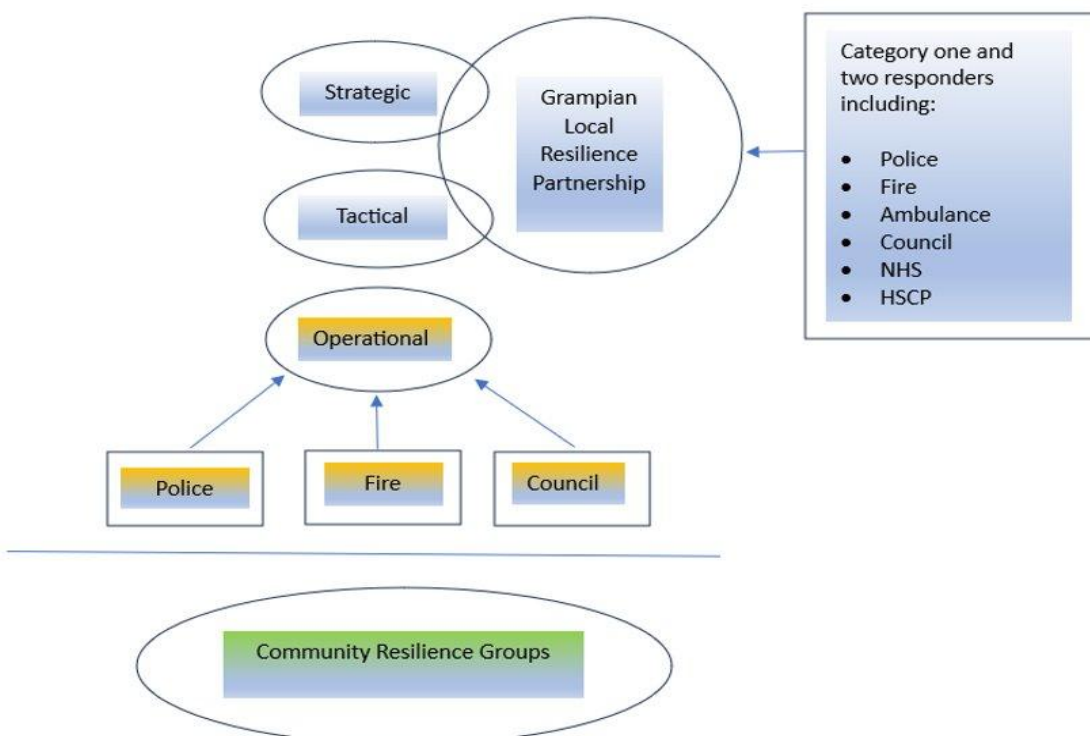 Strategic
Tactical
Grampian
Local
Resilience
Partnership
Category one and
two responders
including:
• Police
• Fire
• Ambulance
• Council
• NHS
• HSCP
Operational
Police
Fire
Council
Community Resilience Groups